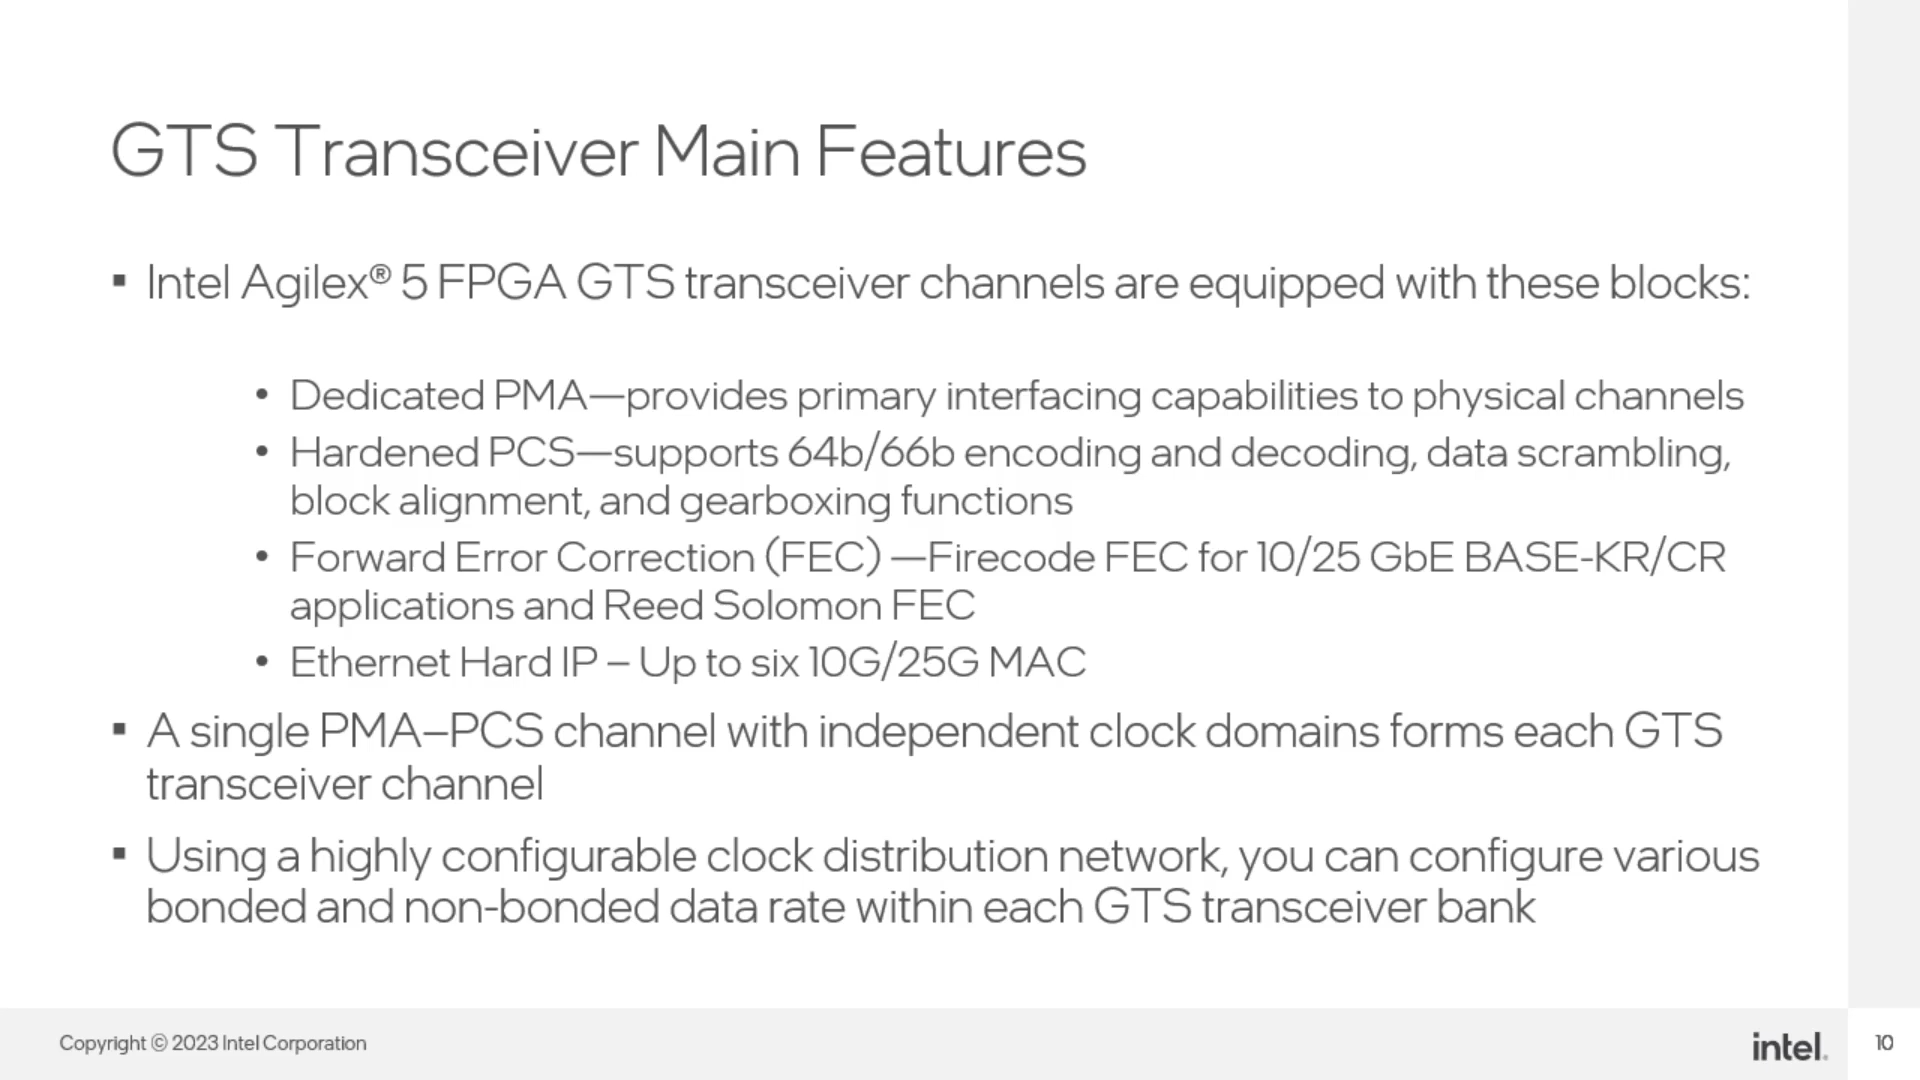 GTS Transceiver Main Features
▪ Intel Agilex® 5 FPGA GTS transceiver channels are equipped with these blocks:
• Dedicated PMA—provides primary interfacing capabilities to physical channels
• Hardened PCS—supports 64b/66b encoding and decoding, data scrambling,
block alignment, and gearboxing functions
• Forward Error Correction (FEC) —Firecode FEC for 10/25 GbE BASE-KR/CR
applications and Reed Solomon FEC
• Ethernet Hard IP – Up to six 10G/25G MAC
▪ A single PMA–PCS channel with independent clock domains forms each GTS
transceiver channel
▪ Using a highly configurable clock distribution network, you can configure various
bonded and non-bonded data rate within each GTS transceiver bank
Copyright © 2023 Intel Corporation
intel.
10